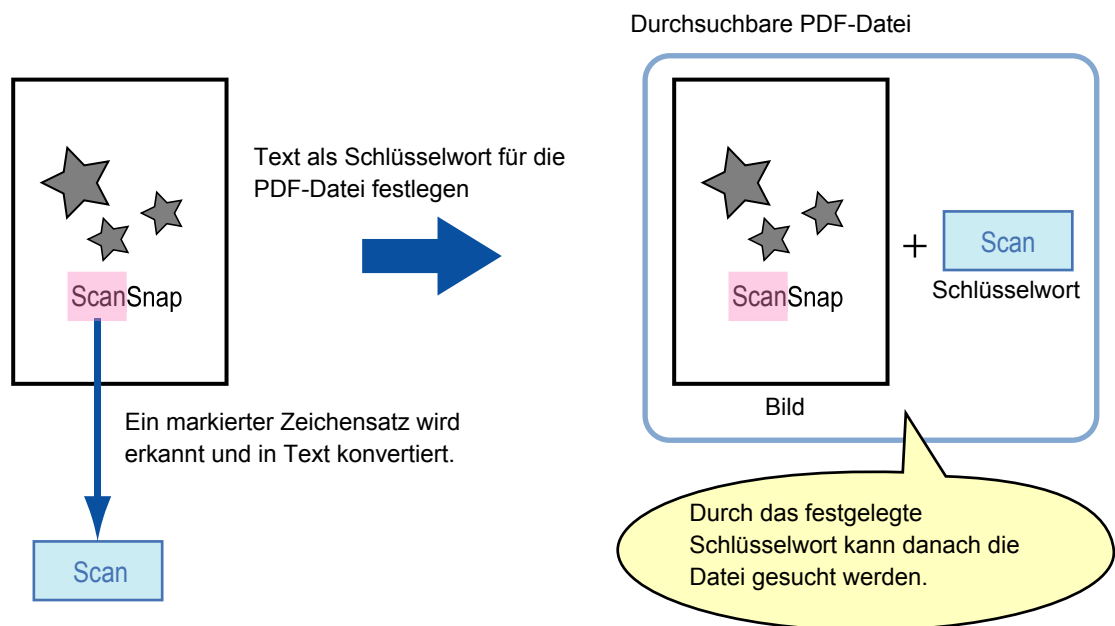 Durchsuchbare PDF-Datei
Text als Schlüsselwort für die
PDF-Datei festlegen
ScanSnap
Ein markierter Zeichensatz wird
erkannt und in Text konvertiert.
Scan
ScanSnap
Bild
+
Scan
Schlüsselwort
Durch das festgelegte
Schlüsselwort kann danach die
Datei gesucht werden.